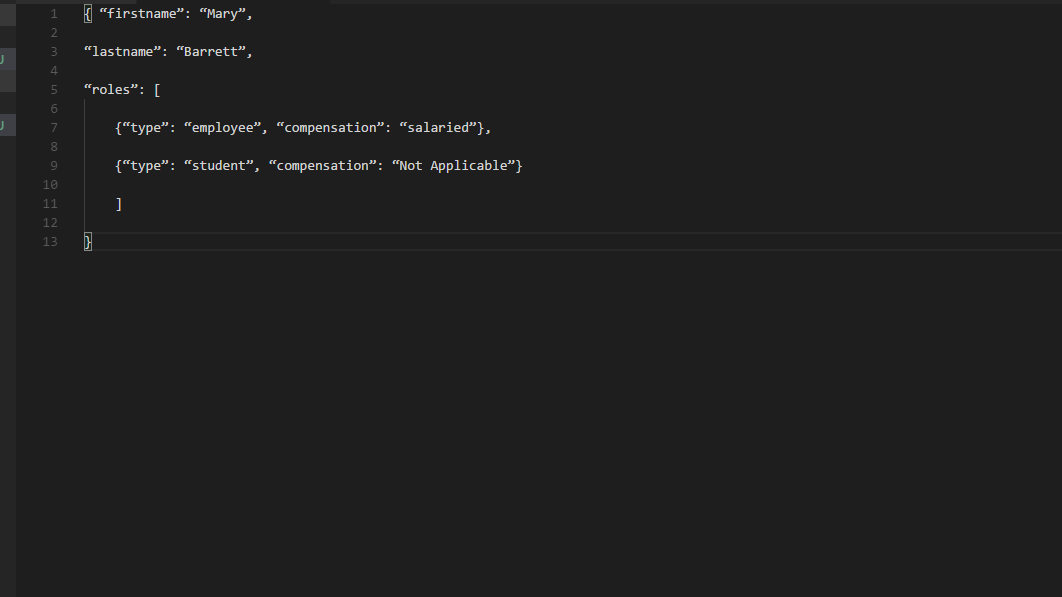 1 { “firstname”: “Mary”,
2
3 “lastname”: “Barrett”,
4
5 “roles”: [
6
7 {“type”: “employee”, “compensation”: “salaried”},
8
9 {“type”: “student”, “compensation”: “Not Applicable”}
10
11 ]
12
13 }
U
U